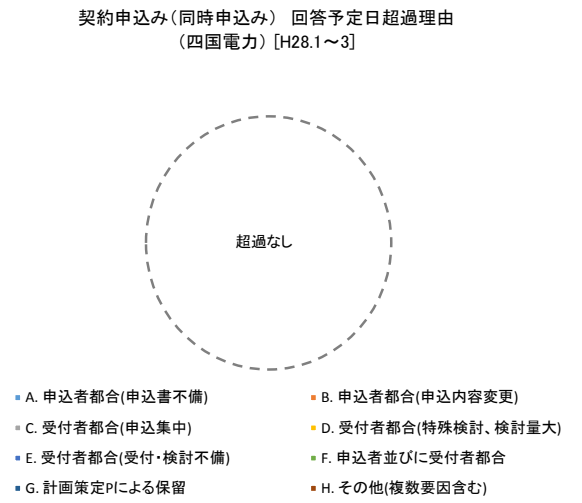 契約申込み(同時申込み) 回答予定日超過理由
(四国電力) [H28.1～3]
超過なし
A. 申込者都合(申込書不備)
B. 申込者都合(申込内容変更)
C. 受付者都合(申込集中)
D. 受付者都合(特殊検討、検討量大)
E. 受付者都合(受付・検討不備)
F. 申込者並びに受付者都合
G. 計画策定Pによる保留
H. その他(複数要因含む)